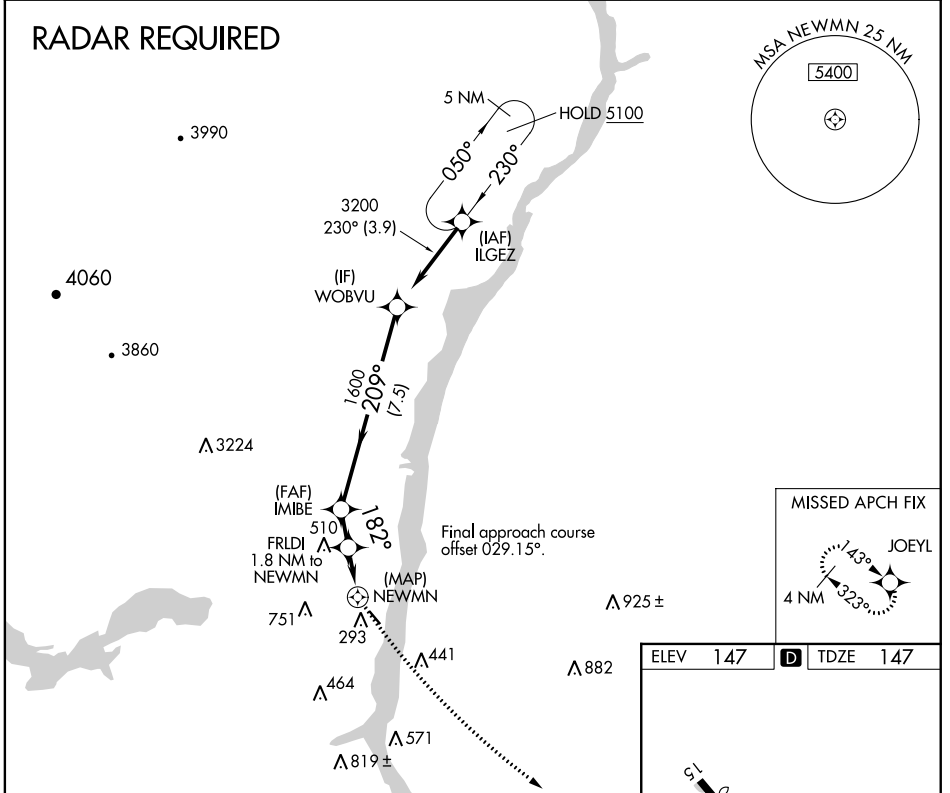 RADAR REQUIRED
MSA NEWMN 25 NM
5400
5 NM
HOLD 5100
3990
050°
230°
3200
230° (3.9)
(IAF)
ILGEZ
(IF)
WOBVU
4060
3860
1600
209°
(7.5)
3224
(FAF)
IMIBE
182°
510
FRLDI
1.8 NM to
NEWMN
Final approach course
offset 029.15°.
(MAP)
NEWMN
MISSED APCH FIX
JOEYL
143°
4 NM
323°
751
293
925 ±
441
882
464
571
819 ±
ELEV 147 D TDZE 147
15